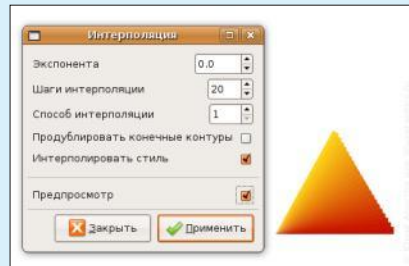 Интерполяция
Экспонента 0.0
Шаги интерполяции 20
Способ интерполяции 1
Продублировать конечные контуры
Интерполировать стиль
Предпросмотр
Закрыть Применить